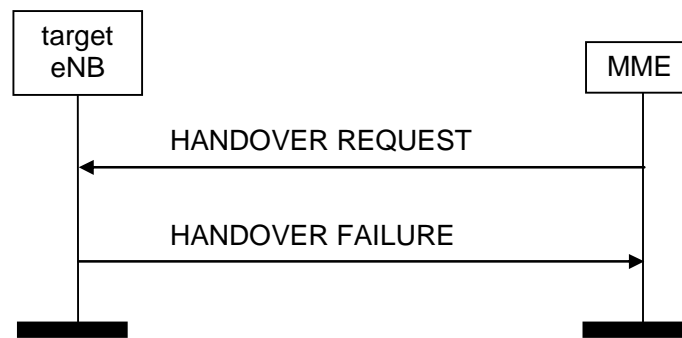 target
eNB
MME
HANDOVER REQUEST
HANDOVER FAILURE